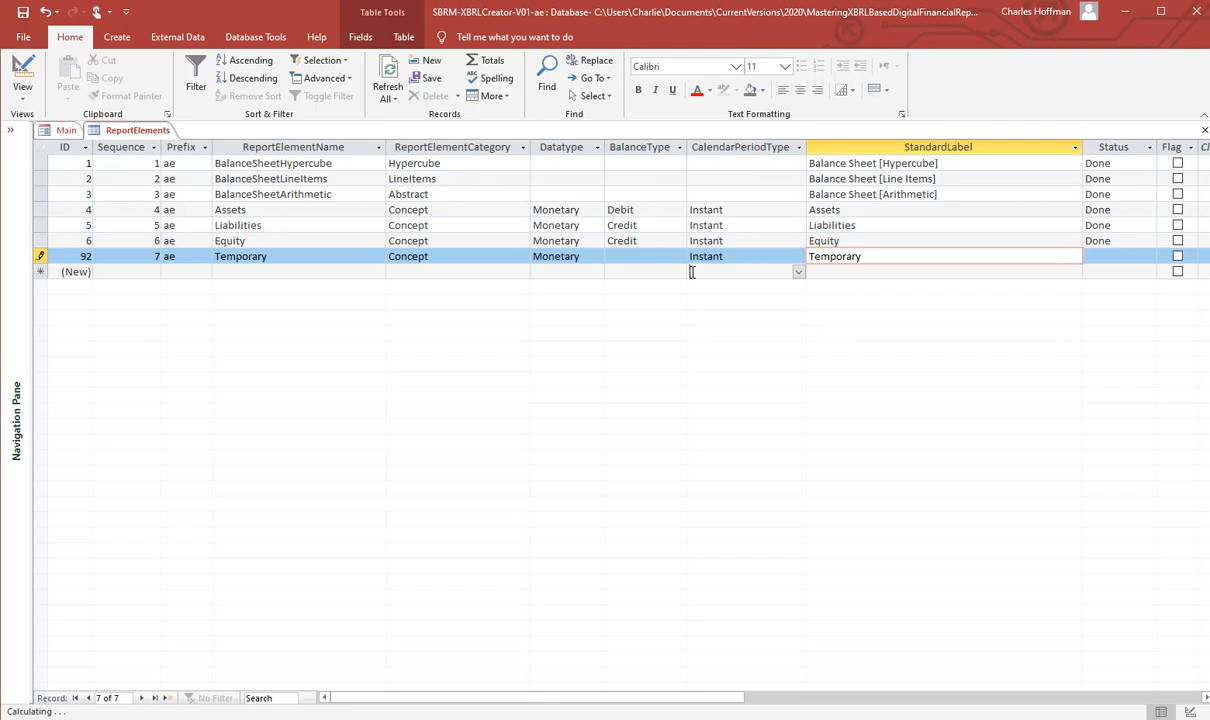 Table Tools
SBRM-XBRLCreator-V01-ae : Database- C:\Users\Charlie\Documents\CurrentVersions\2020\MasteringXBRLBasedDigitalFinancialRep...
Charles Hoffman
File Home Create External Data Database Tools Help Fields Table Tell me what you want to do
View
Views
Paste
Cut
Copy
Format Painter
Clipboard
Filter
Ascending
Descending
Remove Sort
Selection
Advanced
Toggle Filter
Sort & Filter
Refresh All
New
Save
Delete
Totals
Spelling
More
Records
Find
Replace
Go To
Select
Find
Calibri 11
B I U
A
Text Formatting
Main ReportElements
ID Sequence Prefix ReportElementName ReportElementCategory Datatype BalanceType CalendarPeriodType StandardLabel Status Flag
1 1 ae BalanceSheetHypercube Hypercube Balance Sheet [Hypercube] Done
2 2 ae BalanceSheetLineItems LineItems Balance Sheet [Line Items] Done
3 3 ae BalanceSheetArithmetic Abstract Balance Sheet [Arithmetic] Done
4 4 ae Assets Concept Monetary Debit Instant Assets Done
5 5 ae Liabilities Concept Monetary Credit Instant Liabilities Done
6 6 ae Equity Concept Monetary Credit Instant Equity Done
92 7 ae Temporary Concept Monetary Instant Temporary
(New)
Navigation Pane
Record: 7 of 7 No Filter Search
Calculating . . .